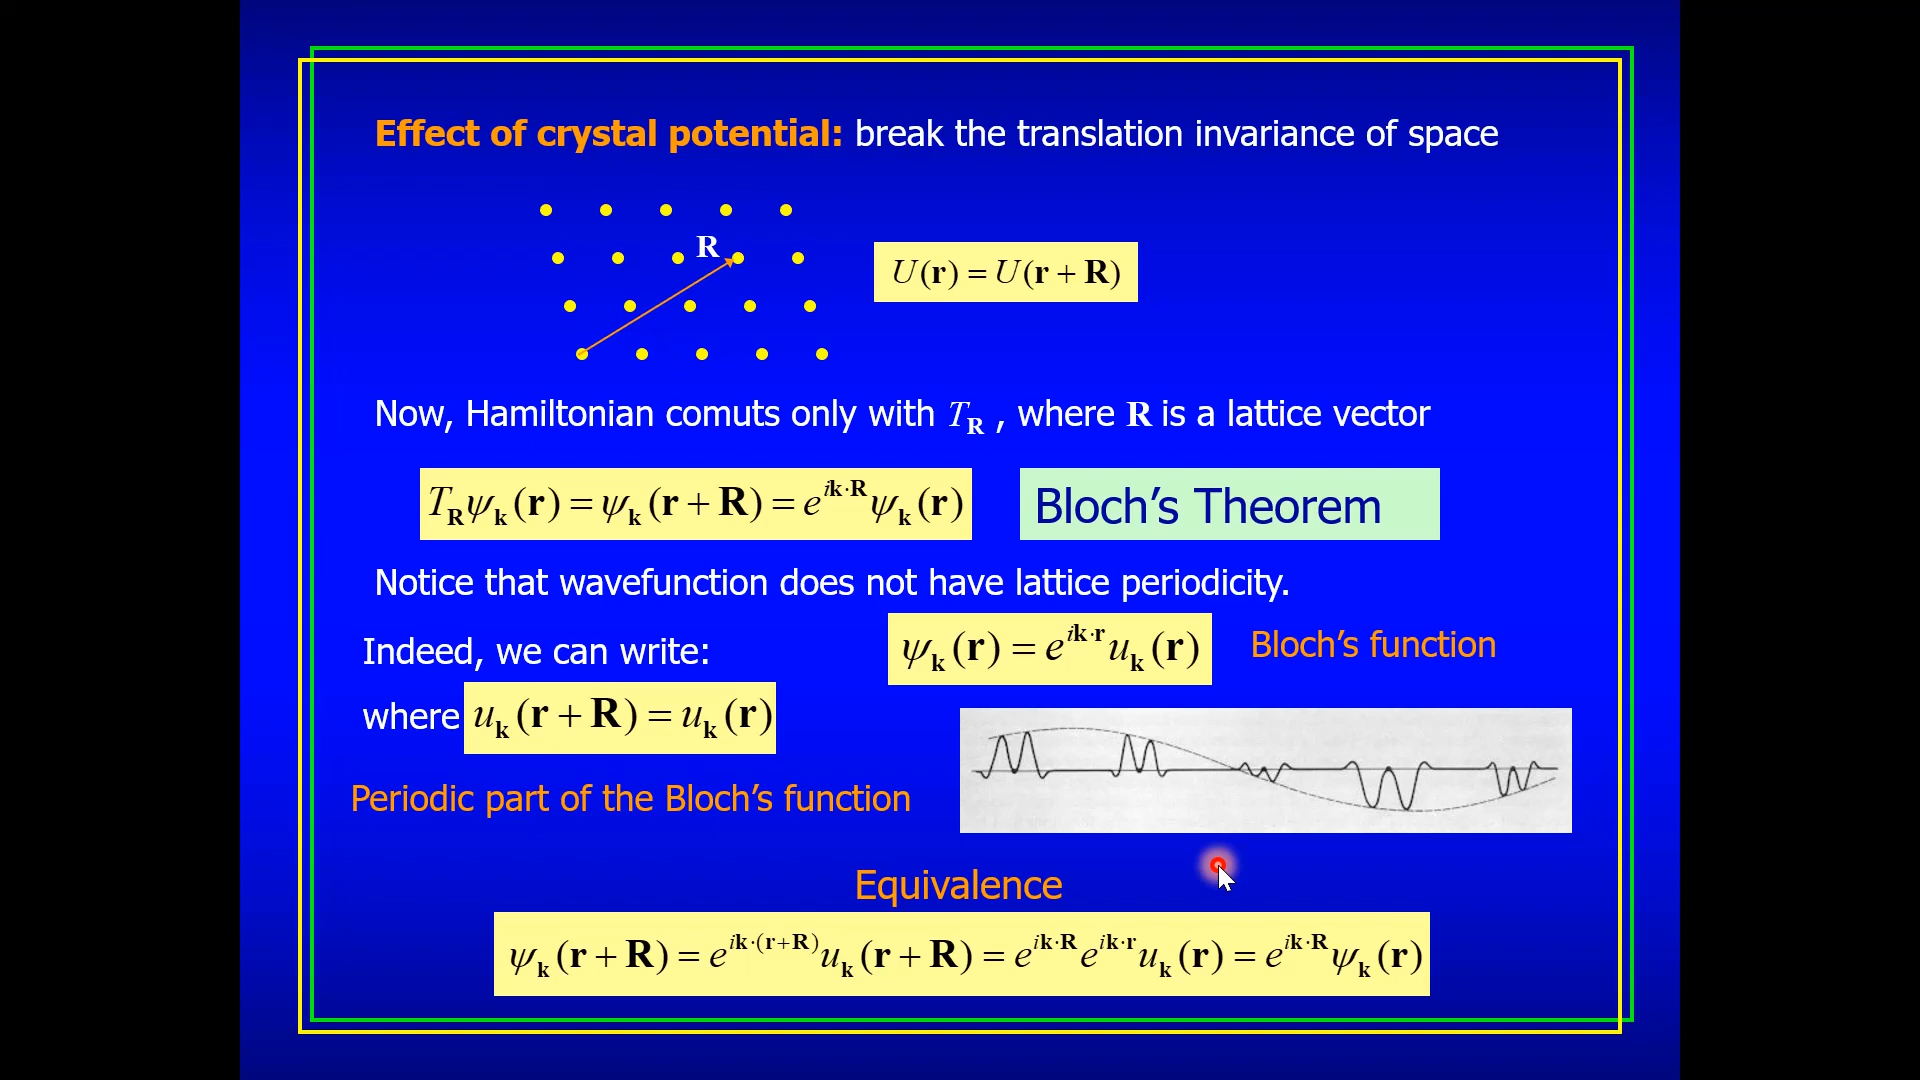 Effect of crystal potential: break the translation invariance of space
R
U(r) = U(r + R)
Now, Hamiltonian comuts only with T_R , where R is a lattice vector
T_Rψ_k(r) = ψ_k(r + R) = e^{ik·R}ψ_k(r)
Bloch’s Theorem
Notice that wavefunction does not have lattice periodicity.
Indeed, we can write:
ψ_k(r) = e^{ik·r}u_k(r)
Bloch’s function
where u_k(r + R) = u_k(r)
Periodic part of the Bloch’s function
Equivalence
ψ_k(r + R) = e^{ik·(r+R)}u_k(r + R) = e^{ik·R}e^{ik·r}u_k(r) = e^{ik·R}ψ_k(r)